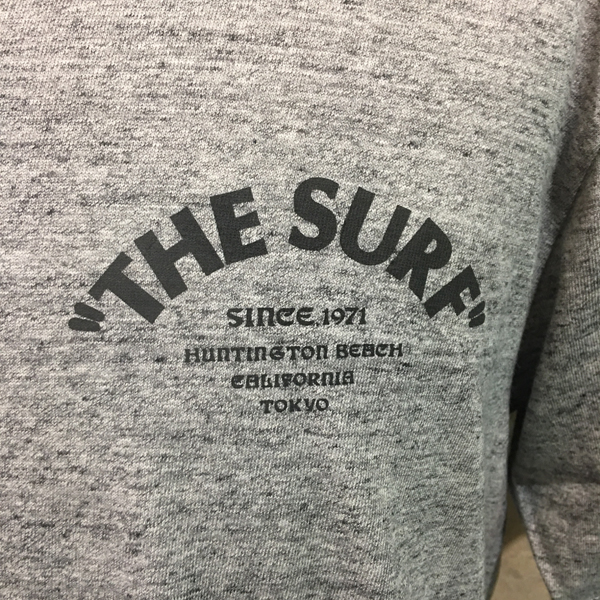 "THE SURF"
SINCE.1971
HUNTINGTON BEACH
CALIFORNIA
TOKYO